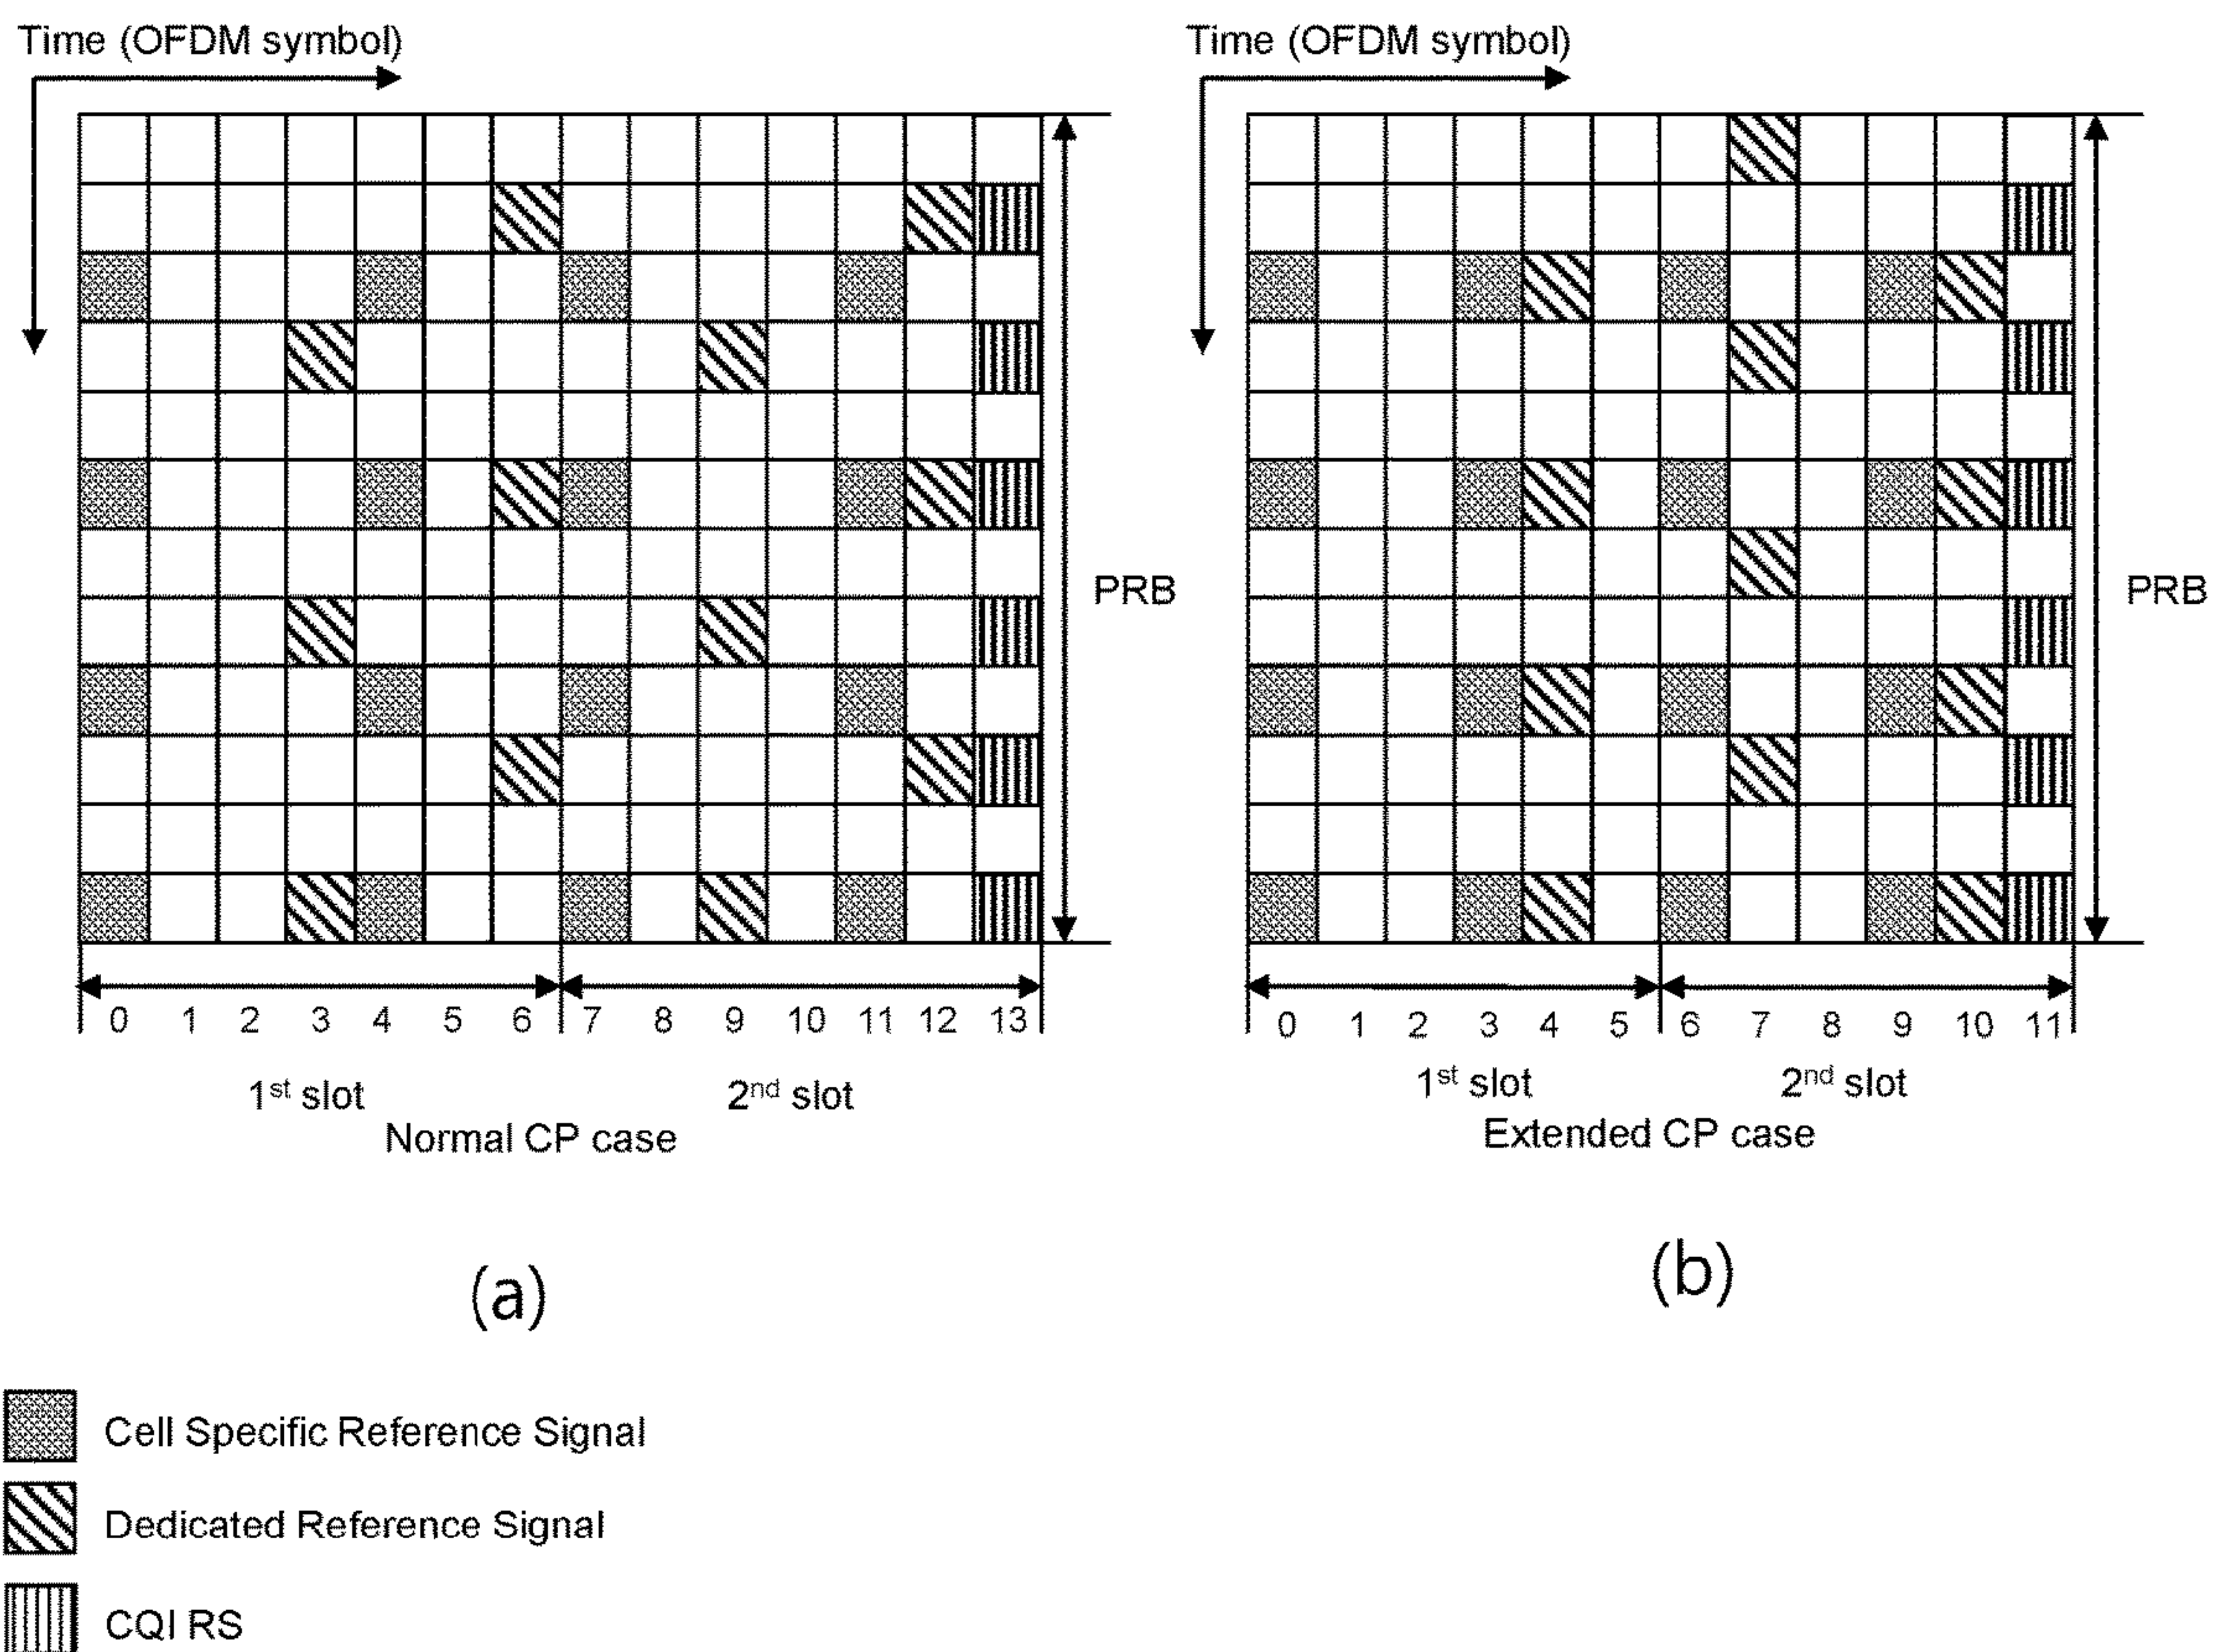 Time (OFDM symbol)
PRB
0 1 2 3 4 5 6 7 8 9 10 11 12 13
1st slot 2nd slot
Normal CP case
(a)
Time (OFDM symbol)
PRB
0 1 2 3 4 5 6 7 8 9 10 11
1st slot 2nd slot
Extended CP case
(b)
Cell Specific Reference Signal
Dedicated Reference Signal
CQI RS